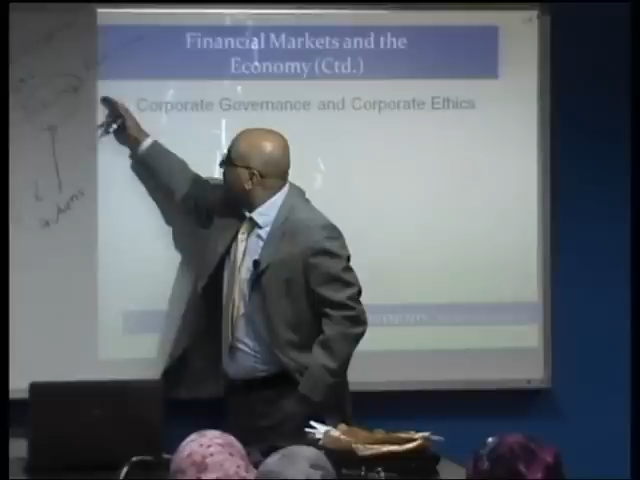 Financial Markets and the
Economy (Ctd.)
Corporate Governance and Corporate Ethics